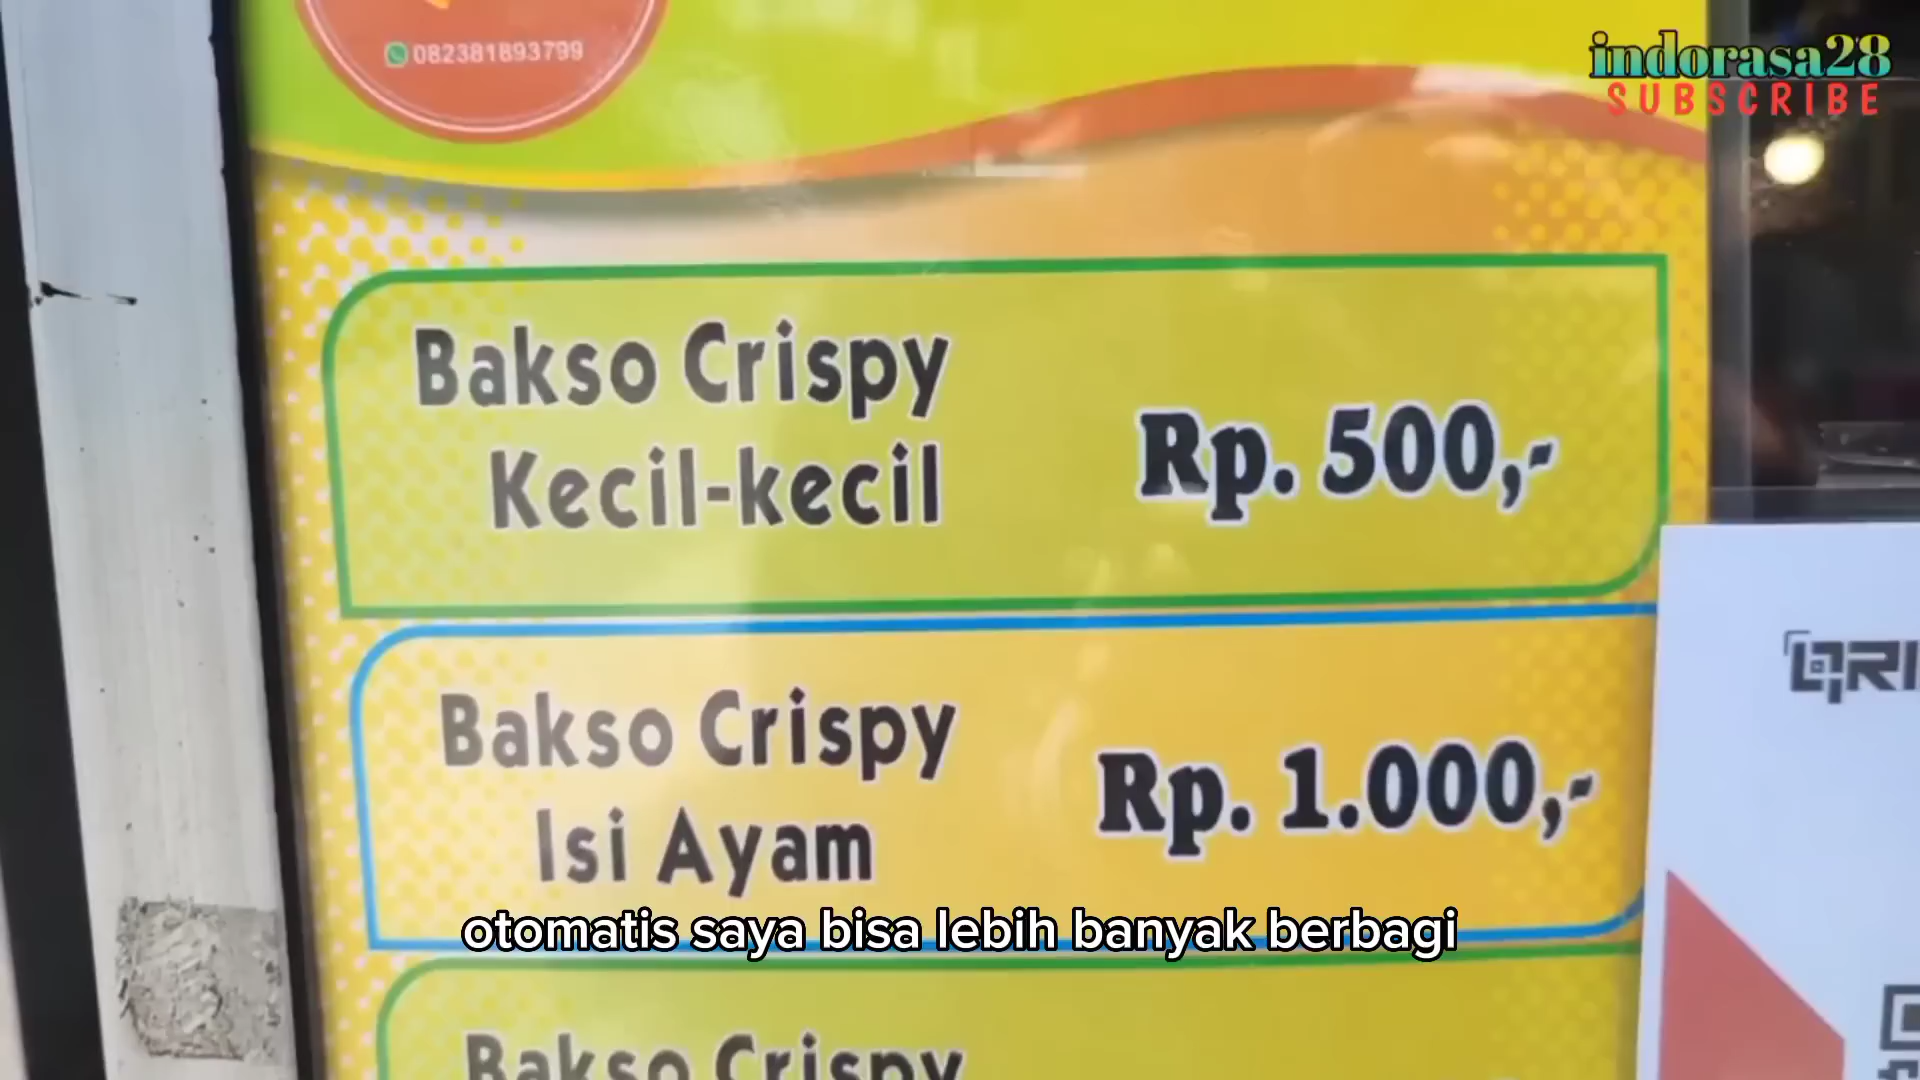 082381893799
indorasa28
SUBSCRIBE
Bakso Crispy
Kecil-kecil
Rp. 500,-
Bakso Crispy
Isi Ayam
Rp. 1.000,-
otomatis saya bisa lebih banyak berbagi
Bakso Crispy